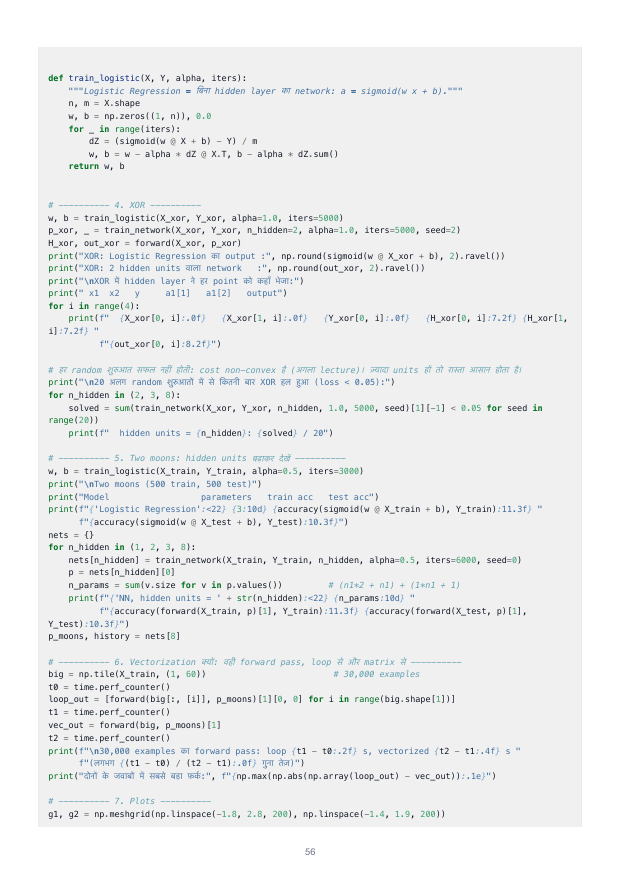 def train_logistic(X, Y, alpha, iters):
    """Logistic Regression = बिना hidden layer का network: a = sigmoid(w x + b)."""
    n, m = X.shape
    w, b = np.zeros((1, n)), 0.0
    for _ in range(iters):
        dZ = (sigmoid(w @ X + b) − Y) / m
        w, b = w − alpha * dZ @ X.T, b − alpha * dZ.sum()
    return w, b
# −−−−−−−−−− 4. XOR −−−−−−−−−−
w, b = train_logistic(X_xor, Y_xor, alpha=1.0, iters=5000)
p_xor, _ = train_network(X_xor, Y_xor, n_hidden=2, alpha=1.0, iters=5000, seed=2)
H_xor, out_xor = forward(X_xor, p_xor)
print("XOR: Logistic Regression का output :", np.round(sigmoid(w @ X_xor + b), 2).ravel())
print("XOR: 2 hidden units वाला network   :", np.round(out_xor, 2).ravel())
print("\nXOR में hidden layer ने हर point को कहाँ भेजा:")
print(" x1  x2   y     a1[1]   a1[2]   output")
for i in range(4):
    print(f"  {X_xor[0, i]:.0f}   {X_xor[1, i]:.0f}   {Y_xor[0, i]:.0f}   {H_xor[0, i]:7.2f} {H_xor[1,
i]:7.2f} "
          f"{out_xor[0, i]:8.2f}")
# हर random शुरुआत सफल नहीं होती: cost non-convex है (अगला lecture)। ज़्यादा units हों तो रास्ता आसान होता है।
print("\n20 अलग random शुरुआतों में से कितनी बार XOR हल हुआ (loss < 0.05):")
for n_hidden in (2, 3, 8):
    solved = sum(train_network(X_xor, Y_xor, n_hidden, 1.0, 5000, seed)[1][−1] < 0.05 for seed in
range(20))
    print(f"  hidden units = {n_hidden}: {solved} / 20")
# −−−−−−−−−− 5. Two moons: hidden units बढ़ाकर देखें −−−−−−−−−−
w, b = train_logistic(X_train, Y_train, alpha=0.5, iters=3000)
print("\nTwo moons (500 train, 500 test)")
print("Model                  parameters   train acc   test acc")
print(f"{'Logistic Regression':<22} {3:10d} {accuracy(sigmoid(w @ X_train + b), Y_train):11.3f} "
      f"{accuracy(sigmoid(w @ X_test + b), Y_test):10.3f}")
nets = {}
for n_hidden in (1, 2, 3, 8):
    nets[n_hidden] = train_network(X_train, Y_train, n_hidden, alpha=0.5, iters=6000, seed=0)
    p = nets[n_hidden][0]
    n_params = sum(v.size for v in p.values())         # (n1*2 + n1) + (1*n1 + 1)
    print(f"{'NN, hidden units = ' + str(n_hidden):<22} {n_params:10d} "
          f"{accuracy(forward(X_train, p)[1], Y_train):11.3f} {accuracy(forward(X_test, p)[1],
Y_test):10.3f}")
p_moons, history = nets[8]
# −−−−−−−−−− 6. Vectorization क्यों: वही forward pass, loop से और matrix से −−−−−−−−−−
big = np.tile(X_train, (1, 60))                         # 30,000 examples
t0 = time.perf_counter()
loop_out = [forward(big[:, [i]], p_moons)[1][0, 0] for i in range(big.shape[1])]
t1 = time.perf_counter()
vec_out = forward(big, p_moons)[1]
t2 = time.perf_counter()
print(f"\n30,000 examples का forward pass: loop {t1 − t0:.2f} s, vectorized {t2 − t1:.4f} s "
      f"(लगभग {(t1 − t0) / (t2 − t1):.0f} गुना तेज)")
print("दोनों के जवाबों में सबसे बड़ा फर्क:", f"{np.max(np.abs(np.array(loop_out) − vec_out)):.1e}")
# −−−−−−−−−− 7. Plots −−−−−−−−−−
g1, g2 = np.meshgrid(np.linspace(−1.8, 2.8, 200), np.linspace(−1.4, 1.9, 200))
56